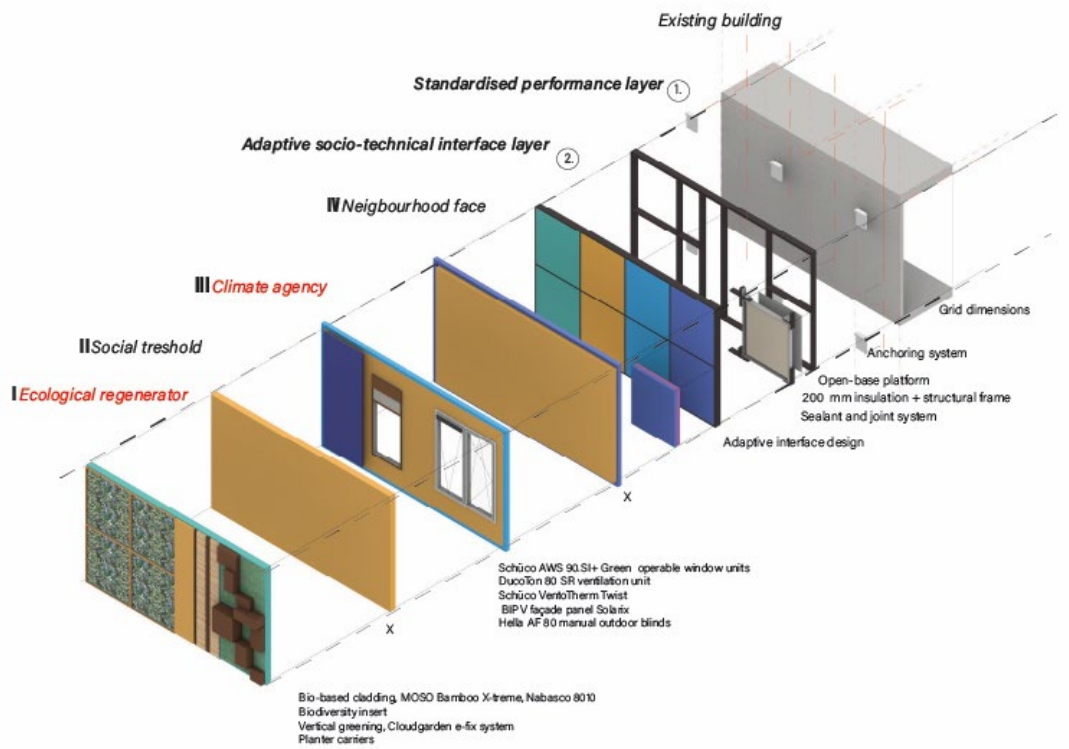 Existing building
Standardised performance layer 1.
Adaptive socio-technical interface layer 2.
IV Neigbourhood face
III Climate agency
II Social treshold
I Ecological regenerator
Grid dimensions
Anchoring system
Open-base platform
200 mm insulation + structural frame
Sealant and joint system
Adaptive interface design
X
Schüco AWS 90.SI+ Green operable window units
DucoTon 80 SR ventilation unit
Schüco VentoTherm Twist
BIPV façade panel Solarix
Hella AF 80 manual outdoor blinds
X
Bio-based cladding, MOSO Bamboo X-treme, Nabasco 8010
Biodiversity insert
Vertical greening, Cloudgarden e-fix system
Planter carriers